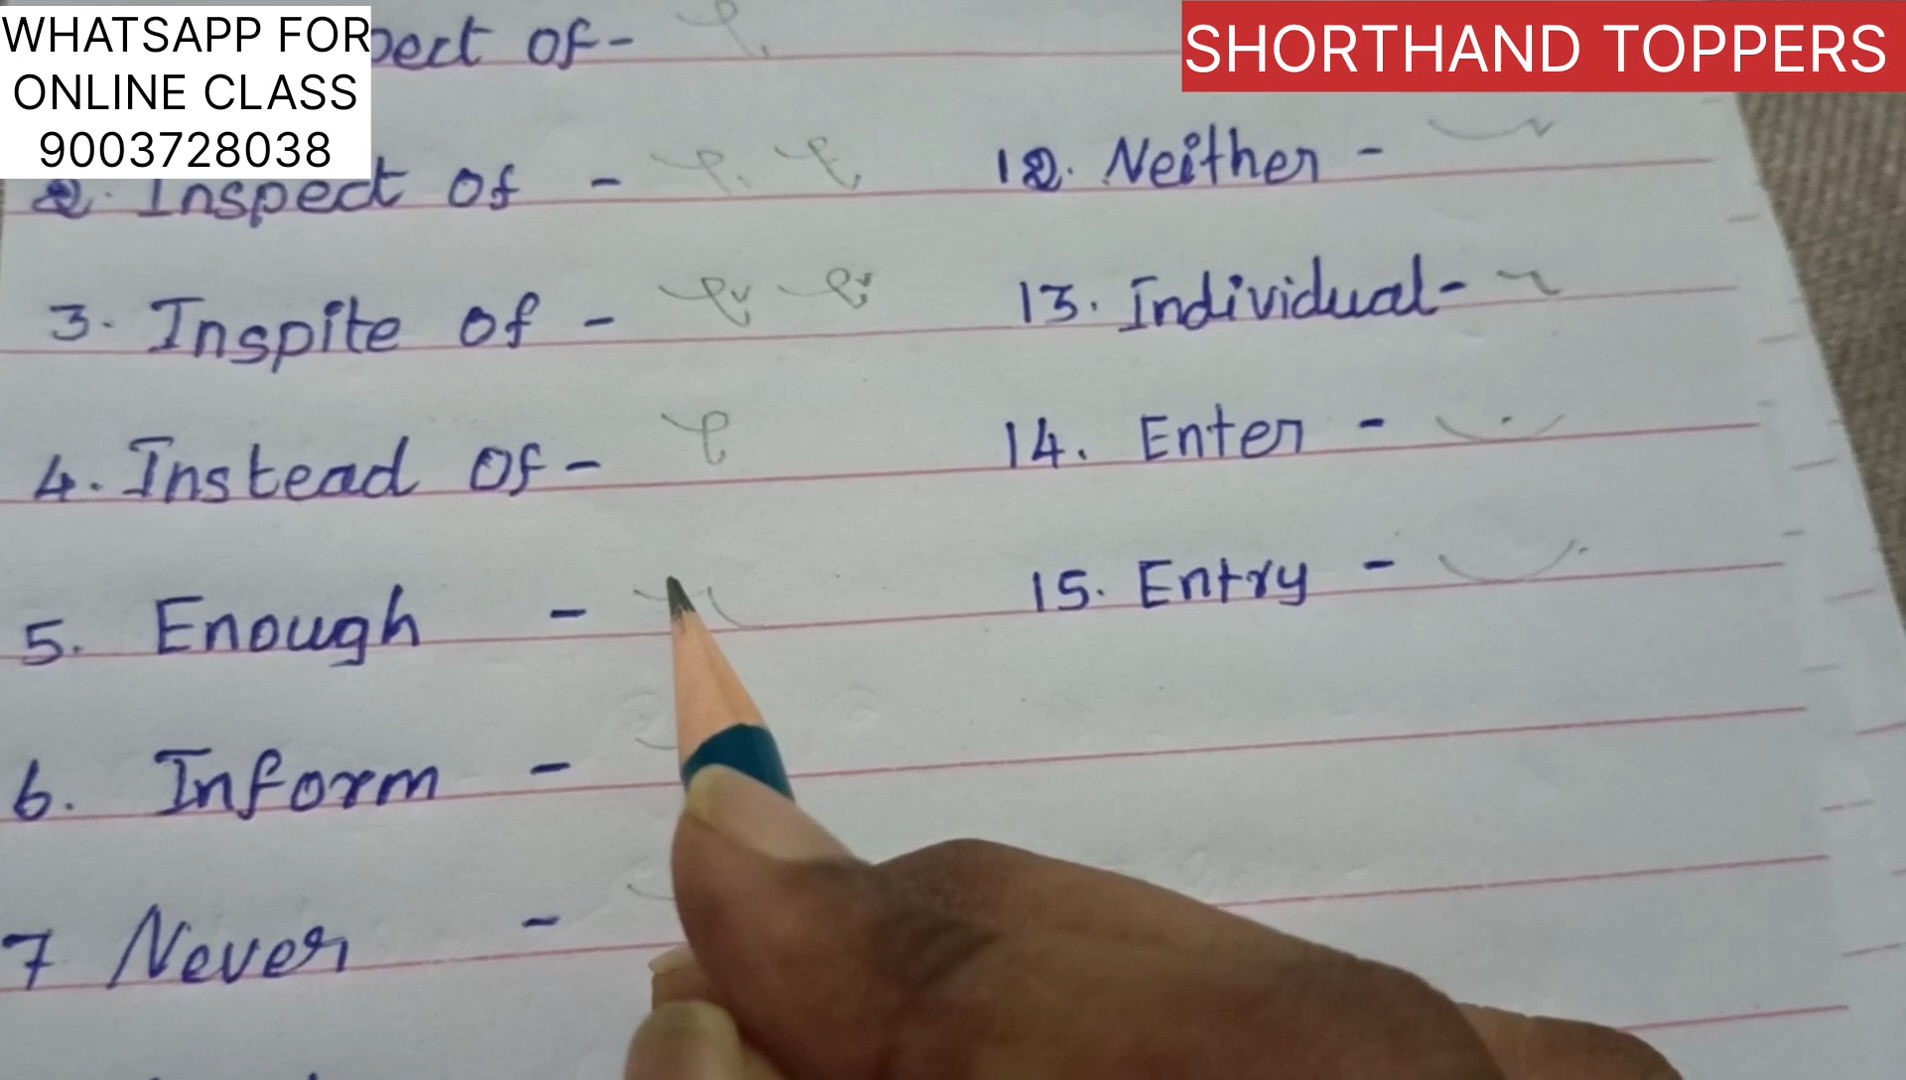 WHATSAPP FOR
ONLINE CLASS
9003728038
SHORTHAND TOPPERS
pect of -
2. Inspect of -
3. Inspite of -
4. Instead of -
5. Enough -
6. Inform -
7 Never -
12. Neither -
13. Individual -
14. Enter -
15. Entry -